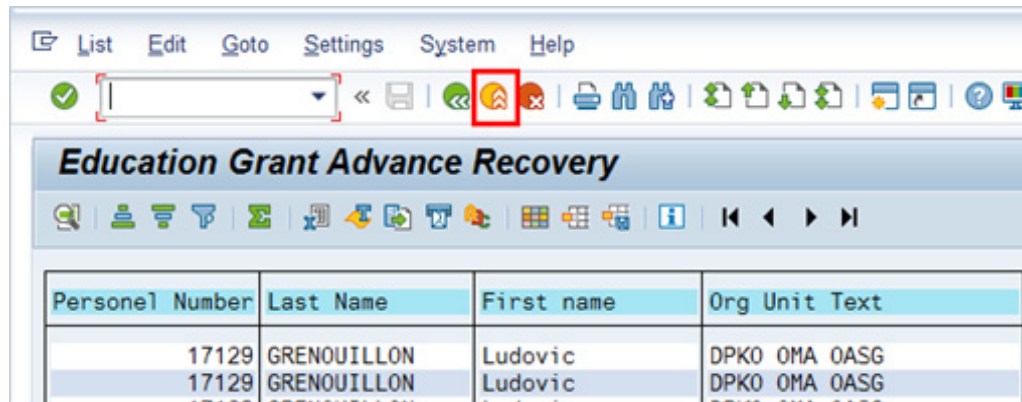 List Edit Goto Settings System Help
Education Grant Advance Recovery
Personel Number Last Name First name Org Unit Text
17129 GRENOUILLON Ludovic DPKO OMA OASG
17129 GRENOUILLON Ludovic DPKO OMA OASG